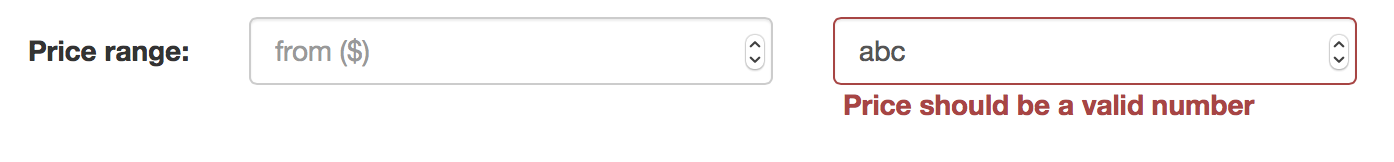 Price range: from ($) abc
Price should be a valid number